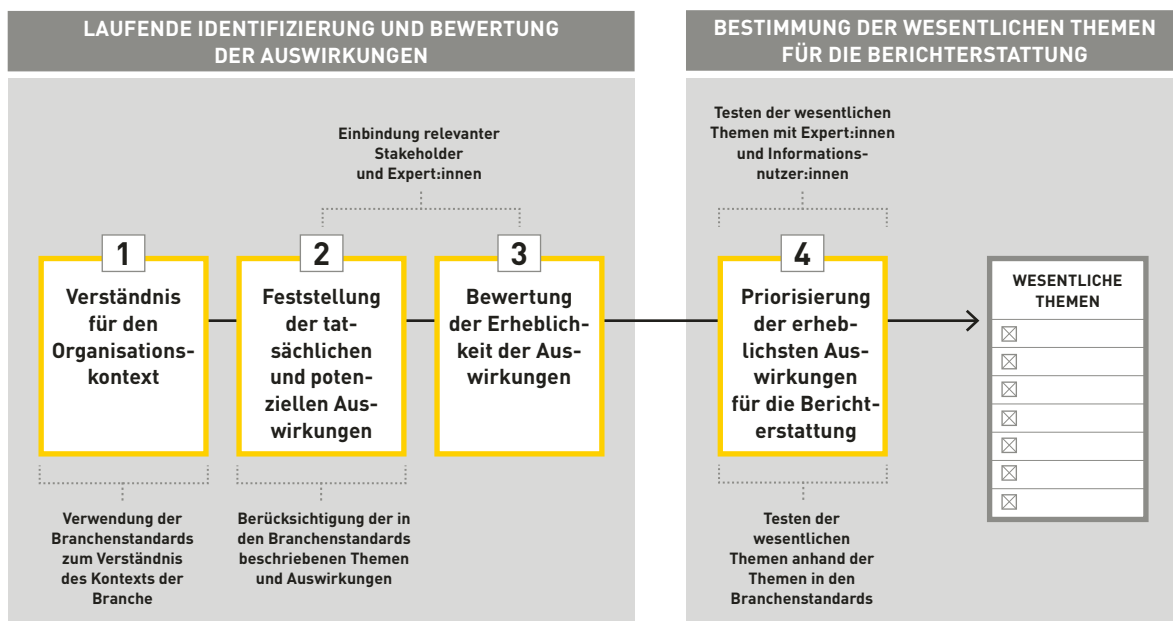 LAUFENDE IDENTIFIZIERUNG UND BEWERTUNG
DER AUSWIRKUNGEN
Einbindung relevanter
Stakeholder
und Expert:innen
1
Verständnis
für den
Organisations-
kontext
2
Feststellung
der tat-
sächlichen
und poten-
ziellen Aus-
wirkungen
3
Bewertung
der Erheblich-
keit der Aus-
wirkungen
Verwendung der
Branchenstandards
zum Verständnis
des Kontexts der
Branche
Berücksichtigung der in
den Branchenstandards
beschriebenen Themen
und Auswirkungen
BESTIMMUNG DER WESENTLICHEN THEMEN
FÜR DIE BERICHTERSTATTUNG
Testen der wesentlichen
Themen mit Expert:innen
und Informations-
nutzer:innen
4
Priorisierung
der erheb-
lichsten Aus-
wirkungen
für die Bericht-
erstattung
Testen der
wesentlichen
Themen anhand der
Themen in den
Branchenstandards
WESENTLICHE
THEMEN